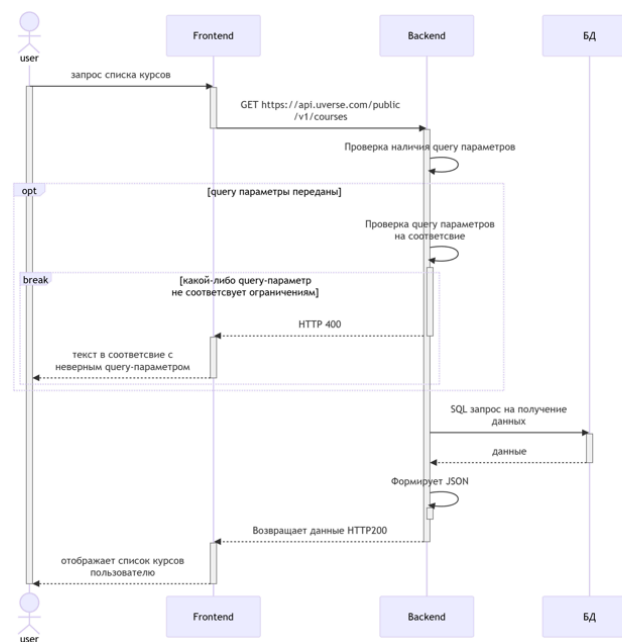 Frontend
Backend
БД
user
запрос списка курсов
GET https://api.uverse.com/public
/v1/courses
Проверка наличия query параметров
opt
[query параметры переданы]
Проверка query параметров
на соответсвие
break
[какой-либо query-параметр
не соответсвует ограничениям]
HTTP 400
текст в соответсвие с
неверным query-параметром
SQL запрос на получение
данных
данные
Формирует JSON
Возвращает данные HTTP200
отображает список курсов
пользователю
Frontend
Backend
БД
user